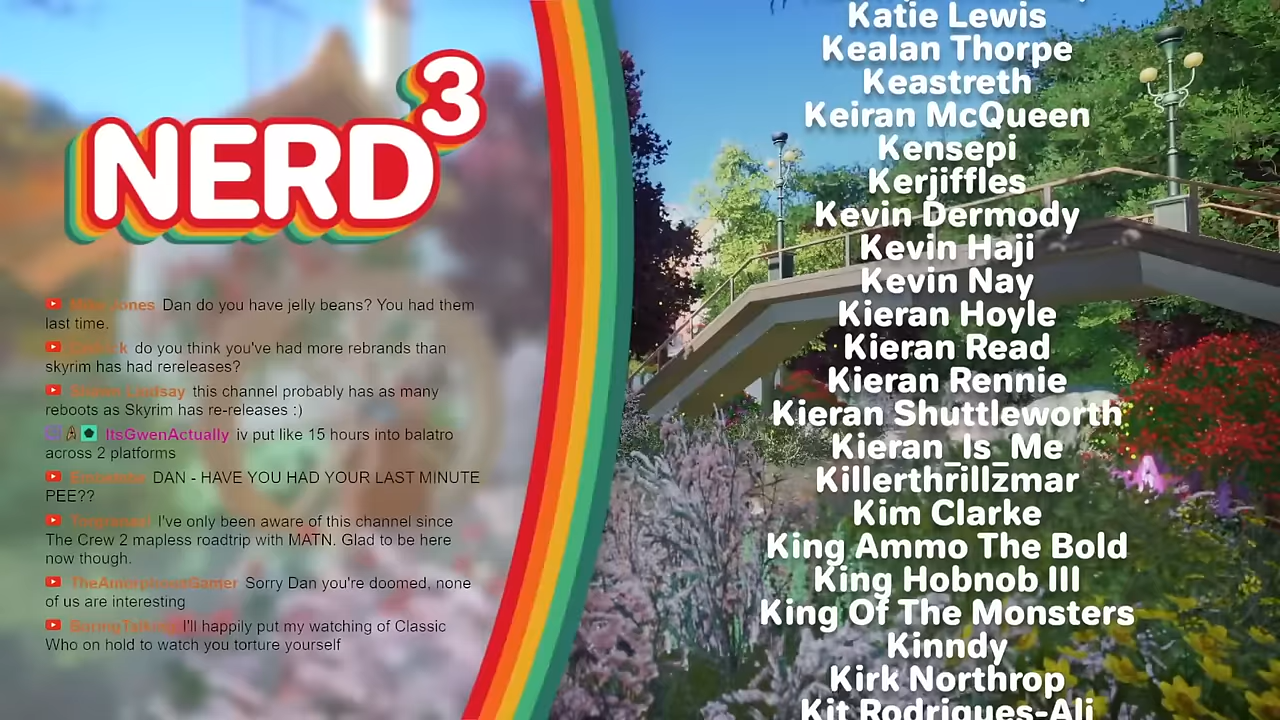 NERD³
Jones Dan do you have jelly beans? You had them
last time.
do you think you've had more rebrands than
skyrim has had rereleases?
Lindsay this channel probably has as many
reboots as Skyrim has re-releases :)
ItsGwenActually iv put like 15 hours into balatro
across 2 platforms
DAN - HAVE YOU HAD YOUR LAST MINUTE
PEE??
I've only been aware of this channel since
The Crew 2 mapless roadtrip with MATN. Glad to be here
now though.
TheAmorphousGamer Sorry Dan you're doomed, none
of us are interesting
I'll happily put my watching of Classic
Who on hold to watch you torture yourself
Katie Lewis
Kealan Thorpe
Keastreth
Keiran McQueen
Kensepi
Kerjiffles
Kevin Dermody
Kevin Haji
Kevin Nay
Kieran Hoyle
Kieran Read
Kieran Rennie
Kieran Shuttleworth
Kieran_Is_Me
Killerthrillzmar
Kim Clarke
King Ammo The Bold
King Hobnob III
King Of The Monsters
Kinndy
Kirk Northrop
Kit Rodrigues-Ali